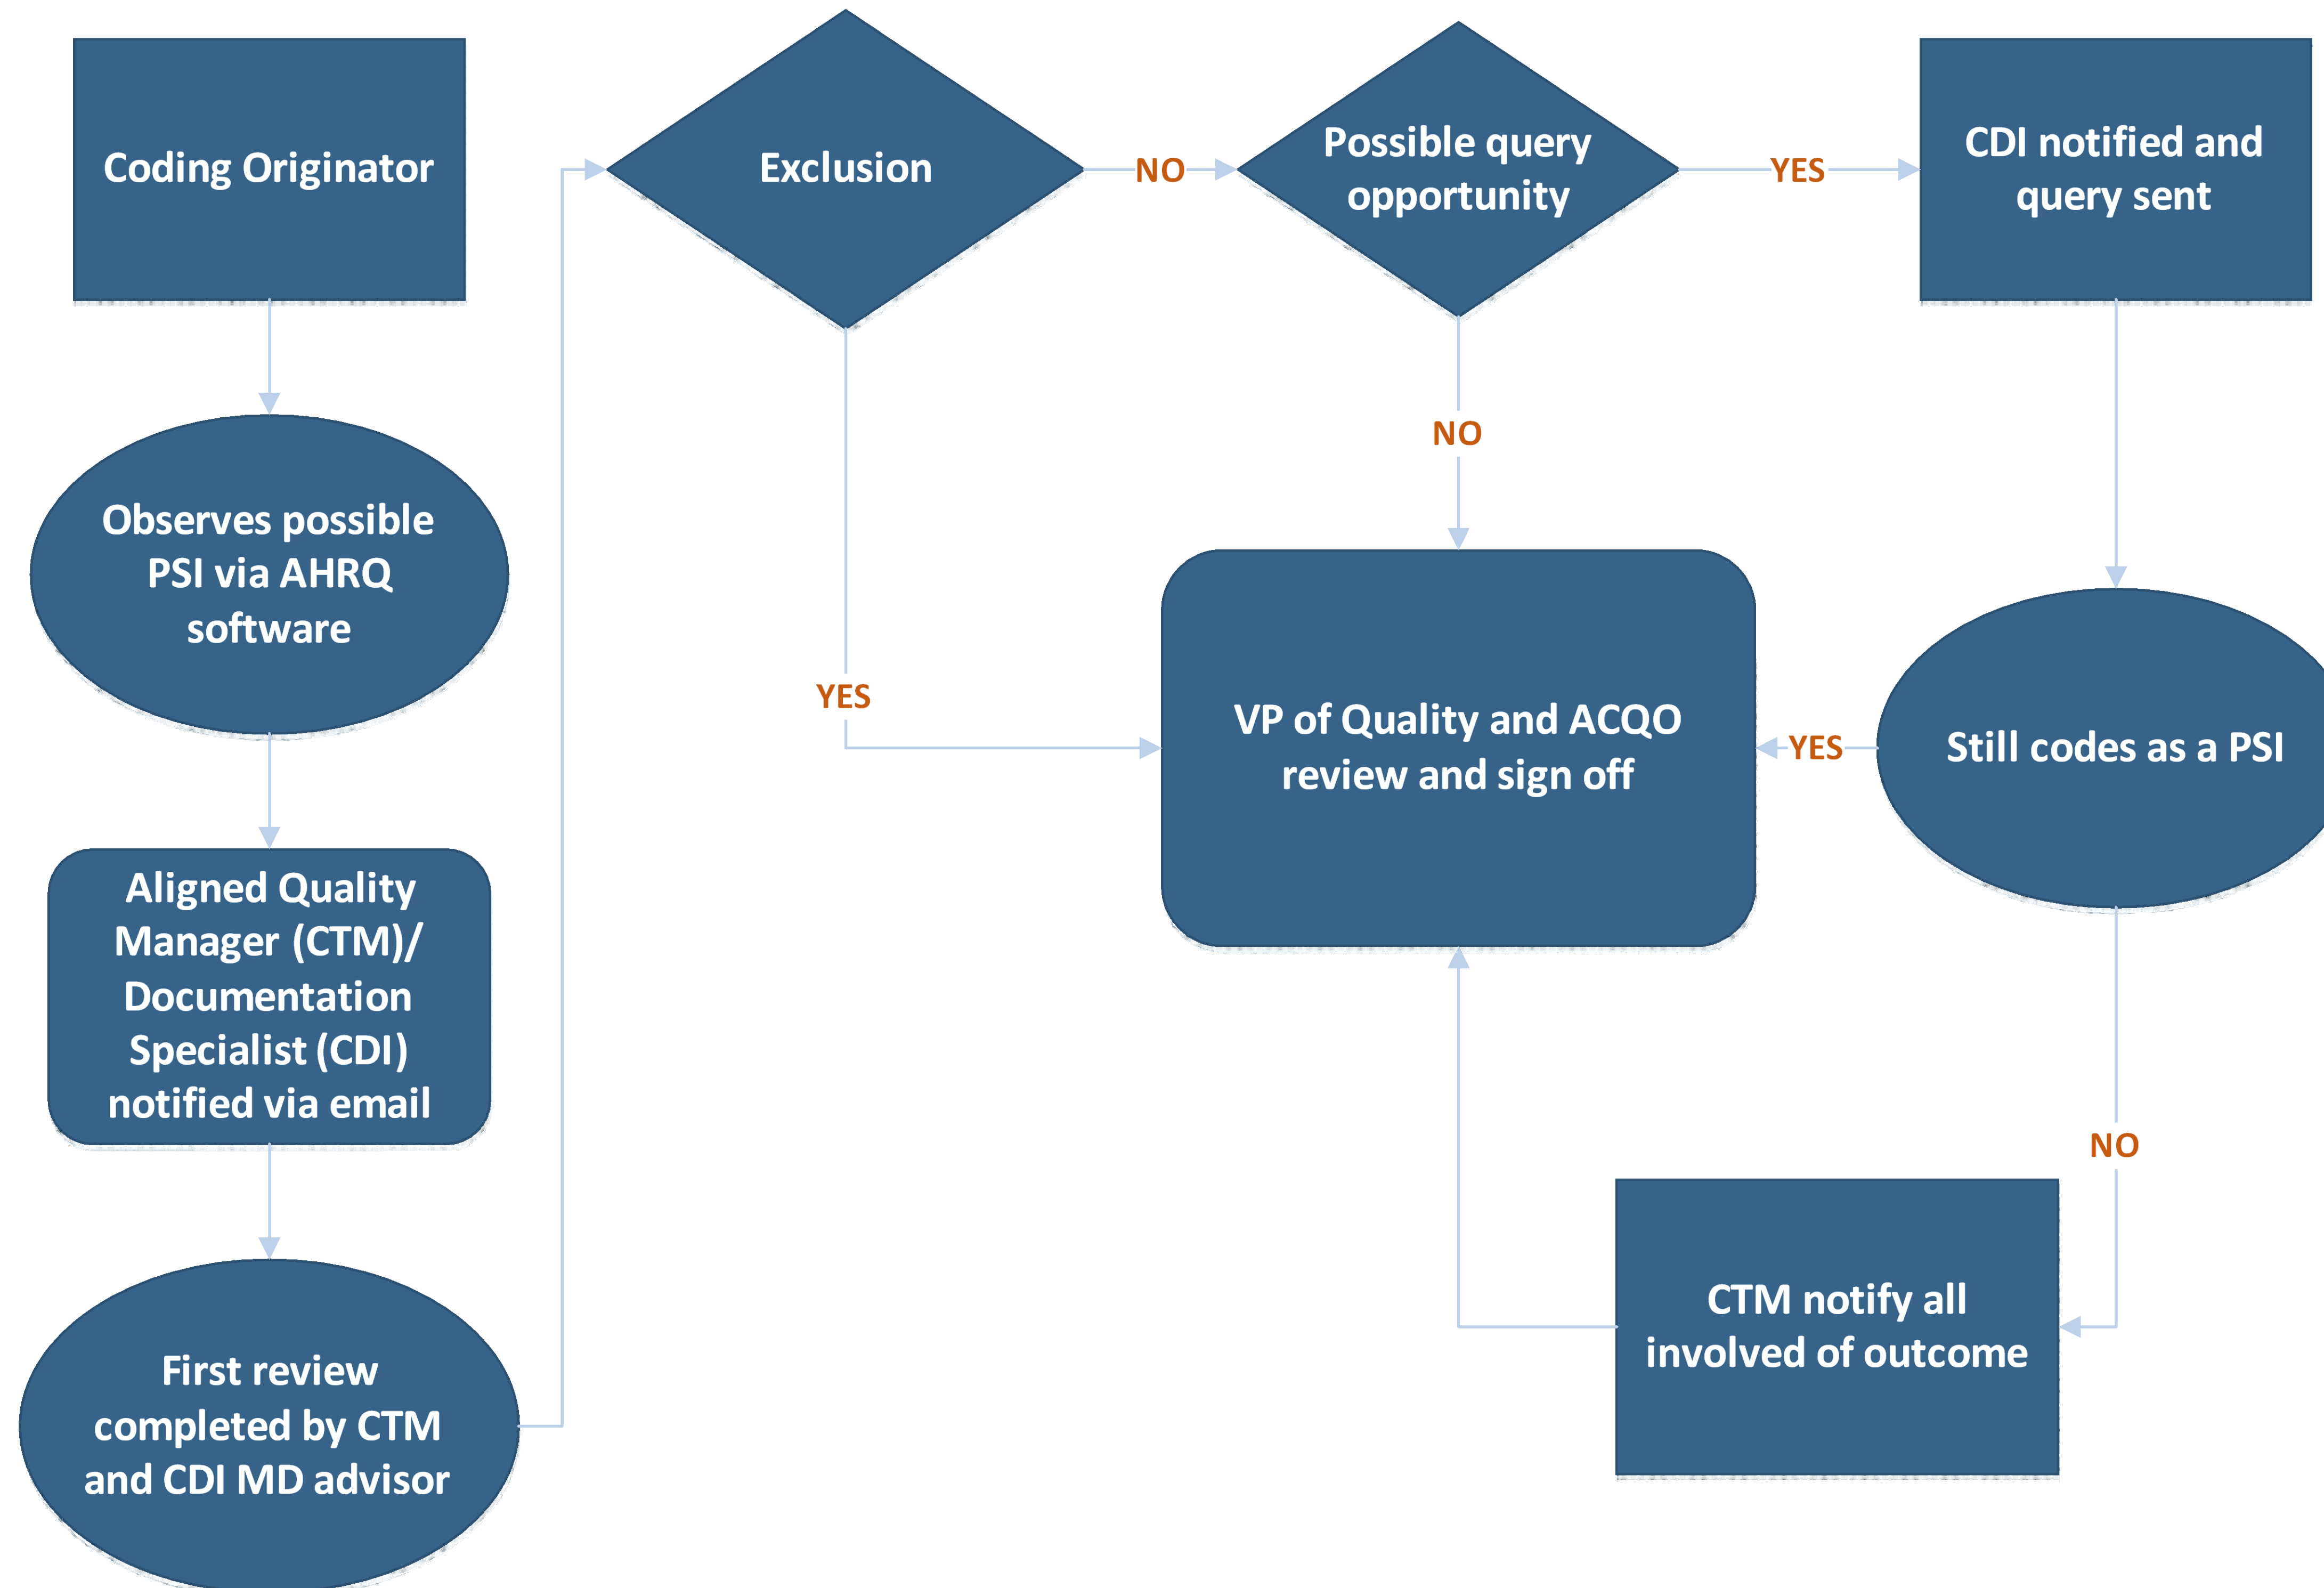 Coding Originator
Observes possible
PSI via AHRQ
software
Aligned Quality
Manager (CTM)/
Documentation
Specialist (CDI)
notified via email
First review
completed by CTM
and CDI MD advisor
Exclusion
NO
YES
Possible query
opportunity
YES
NO
CDI notified and
query sent
Still codes as a PSI
YES
NO
VP of Quality and ACQO
review and sign off
CTM notify all
involved of outcome